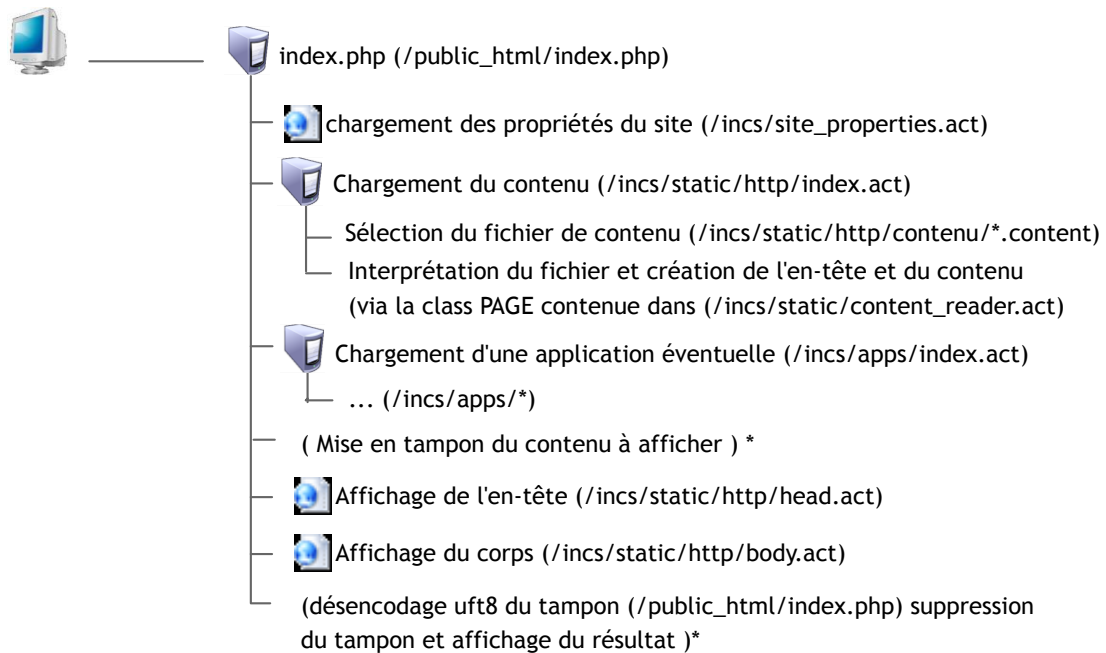 index.php (/public_html/index.php)
chargement des propriétés du site (/incs/site_properties.act)
Chargement du contenu (/incs/static/http/index.act)
Sélection du fichier de contenu (/incs/static/http/contenu/*.content)
Interprétation du fichier et création de l'en-tête et du contenu
(via la class PAGE contenue dans (/incs/static/content_reader.act)
Chargement d'une application éventuelle (/incs/apps/index.act)
... (/incs/apps/*)
( Mise en tampon du contenu à afficher ) *
Affichage de l'en-tête (/incs/static/http/head.act)
Affichage du corps (/incs/static/http/body.act)
(désencodage uft8 du tampon (/public_html/index.php) suppression
du tampon et affichage du résultat )*